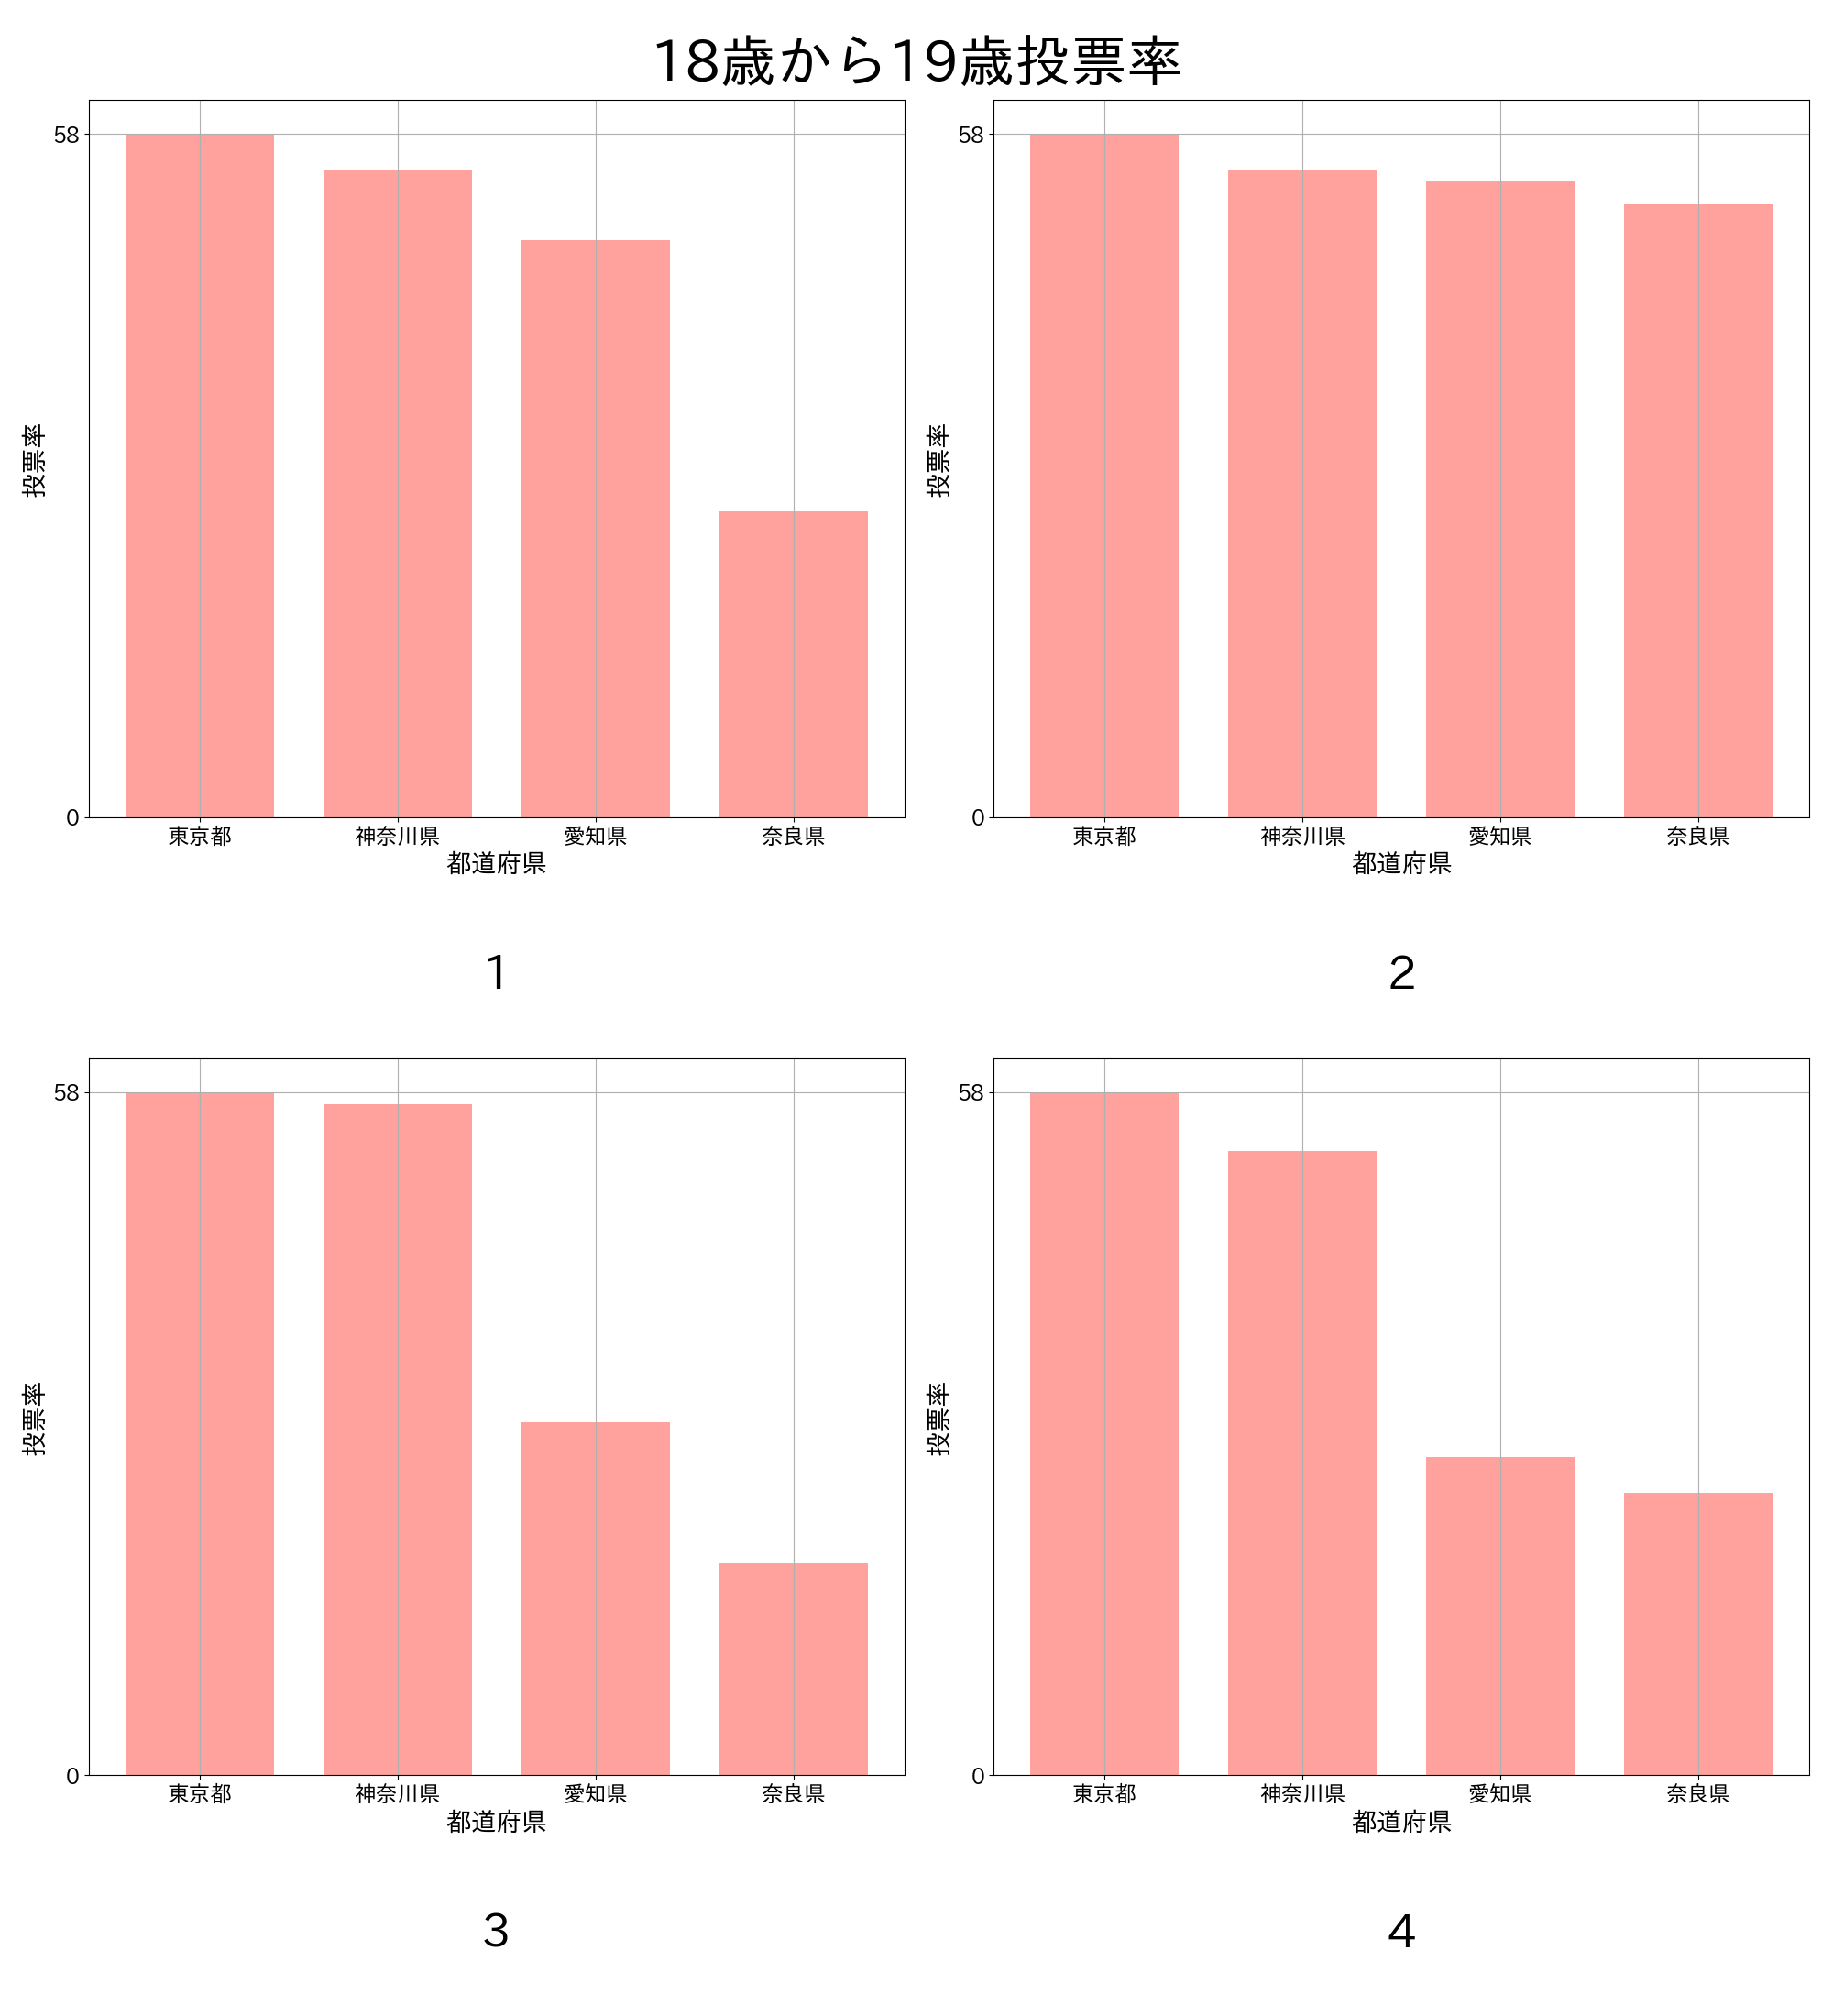 18歳から19歳投票率
58
0
投票率
東京都 神奈川県 愛知県 奈良県
都道府県
1
58
0
投票率
東京都 神奈川県 愛知県 奈良県
都道府県
2
58
0
投票率
東京都 神奈川県 愛知県 奈良県
都道府県
3
58
0
投票率
東京都 神奈川県 愛知県 奈良県
都道府県
4